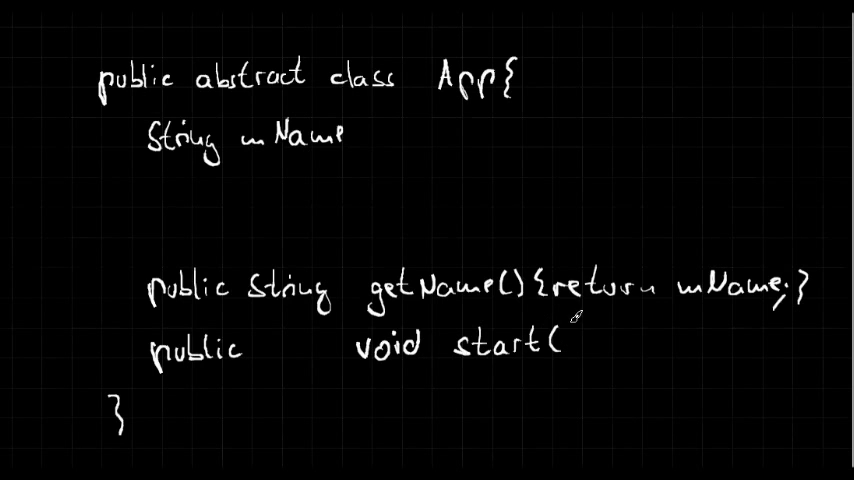 public abstract class App{
String mName
public String getName(){return mName;}
public void start(
}